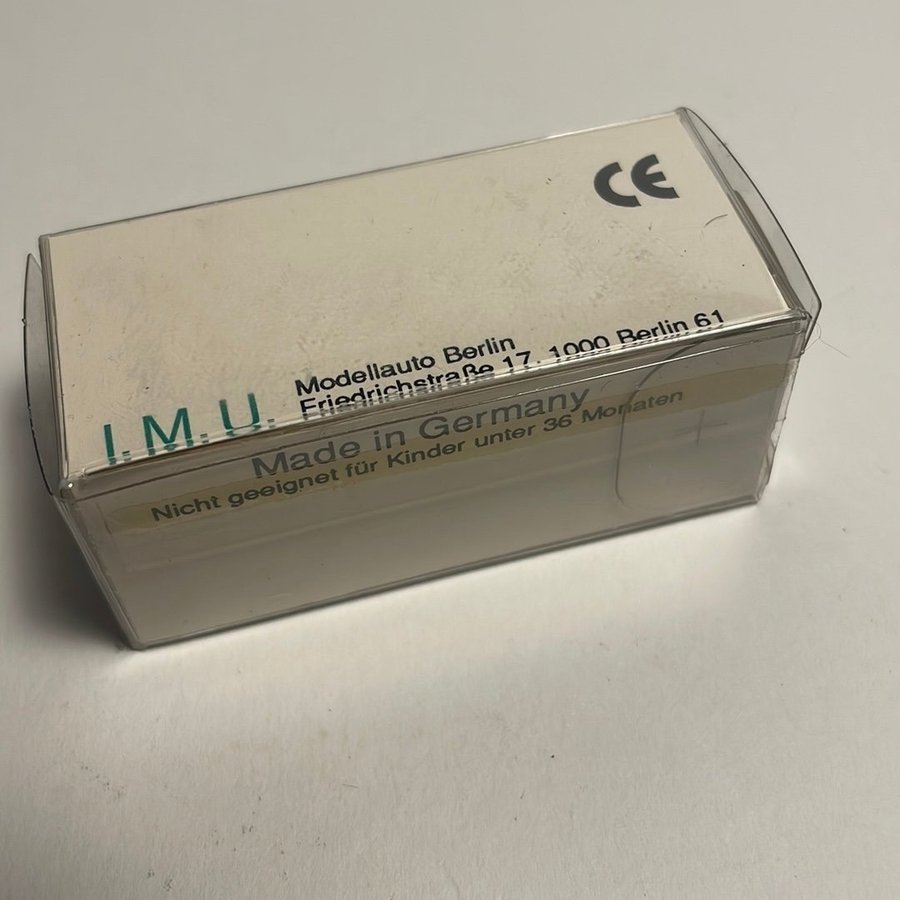 CE
I.M.U.
Modellauto Berlin
Friedrichstraße 17, 1000 Berlin 61
Made in Germany
Nicht geeignet für Kinder unter 36 Monaten